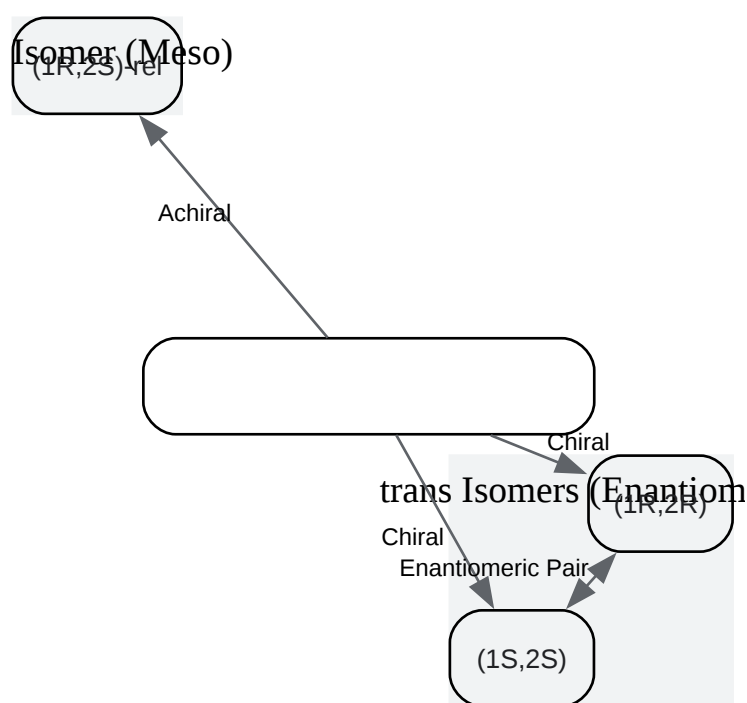 Isomer (Meso)
(1R,2S)-rel
Achiral
Chiral
trans Isomers (Enantiom
(1R,2R)
Chiral
Enantiomeric Pair
(1S,2S)